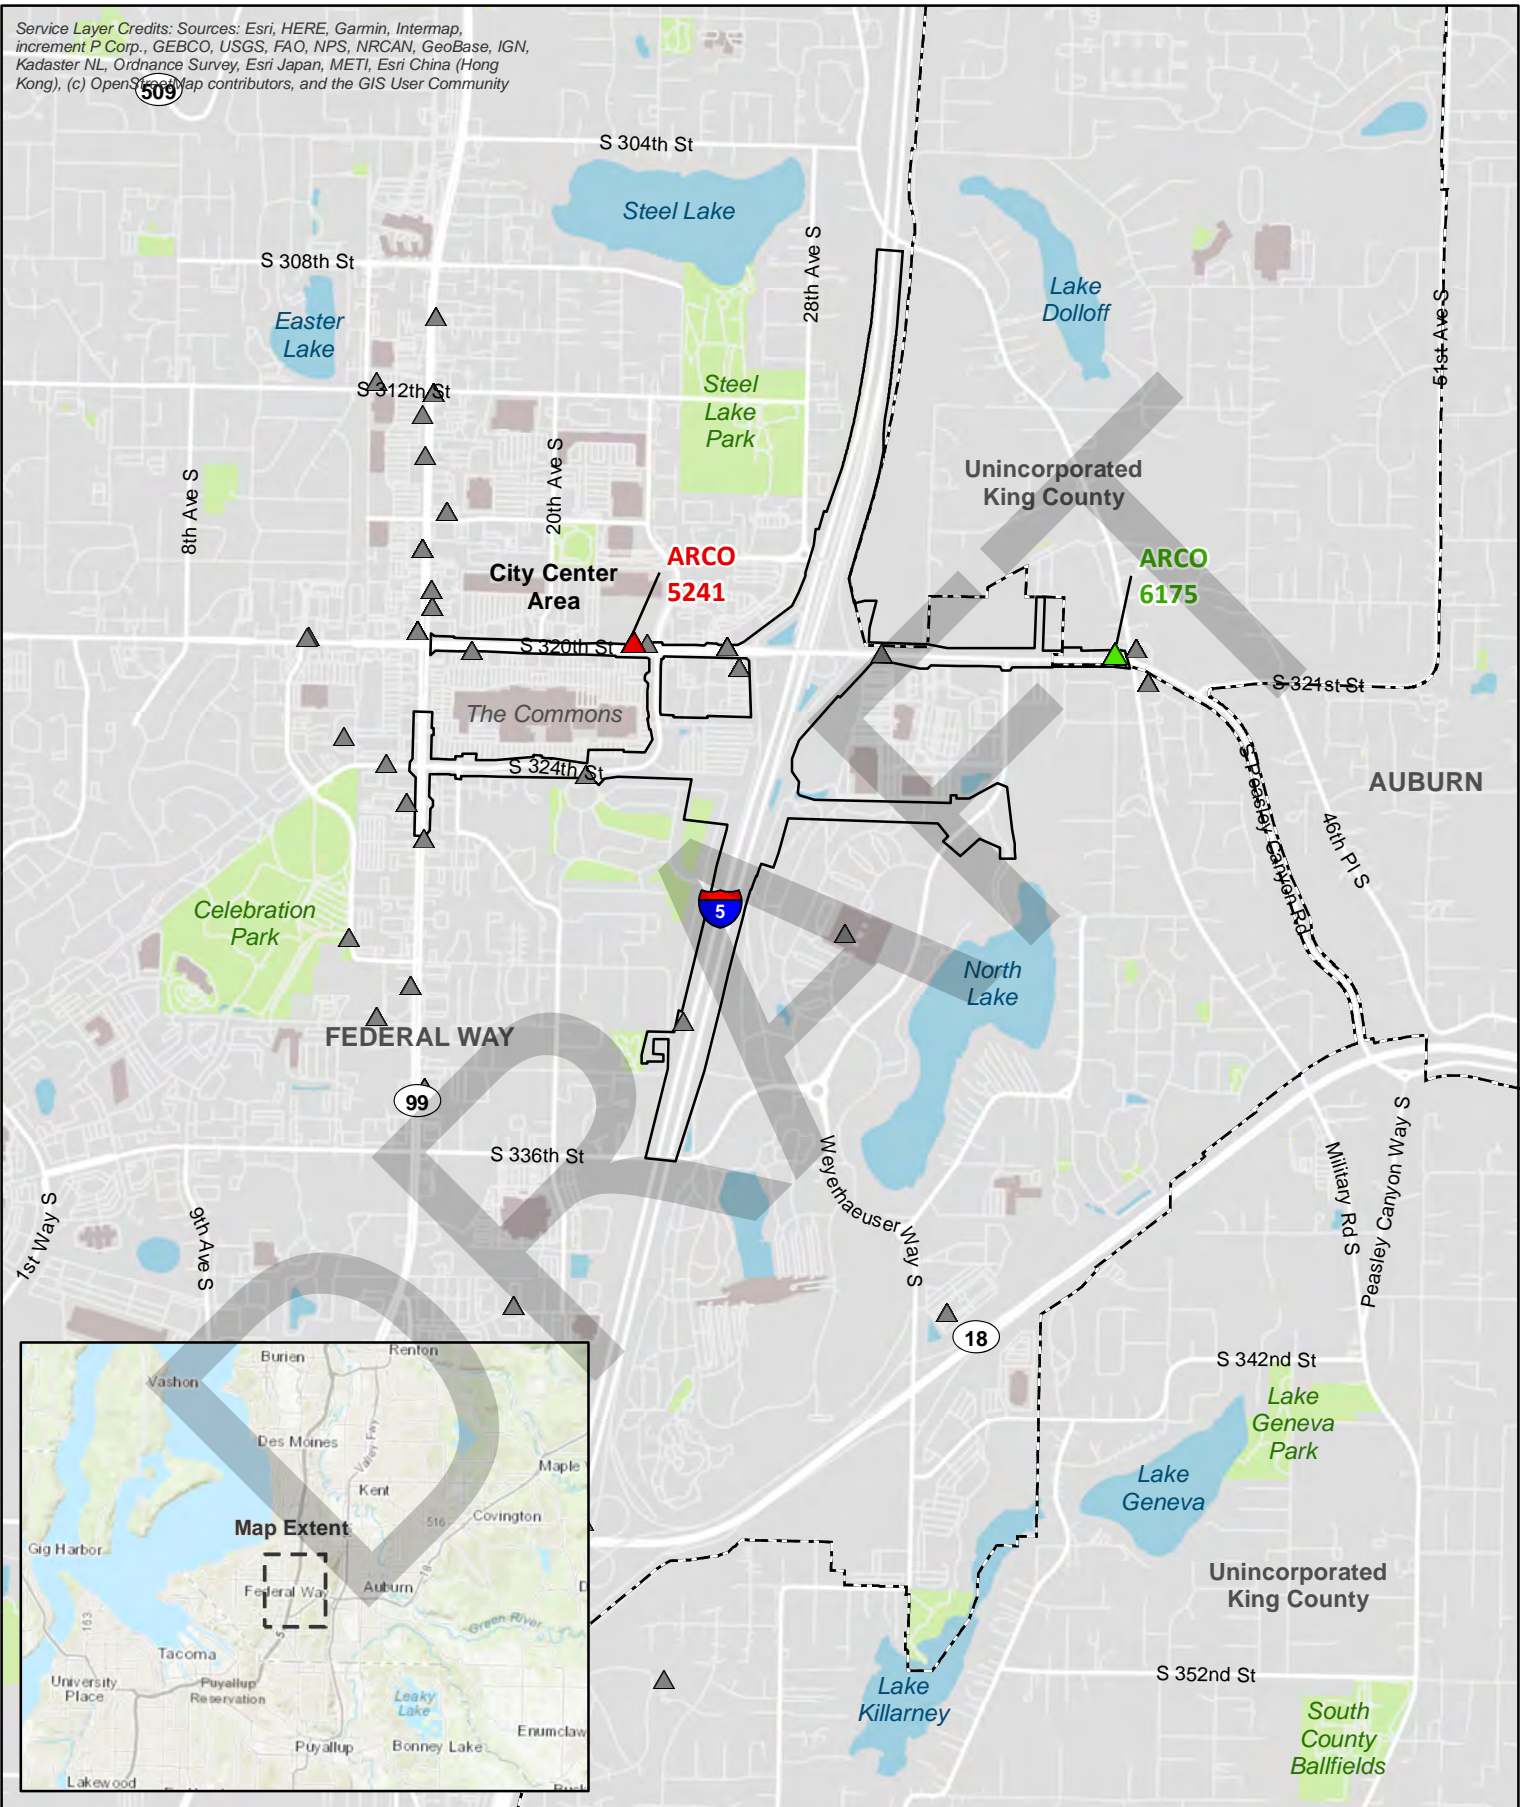 Service Layer Credits: Sources: Esri, HERE, Garmin, Intermap,
increment P Corp., GEBCO, USGS, FAO, NPS, NRCAN, GeoBase, IGN,
Kadaster NL, Ordnance Survey, Esri Japan, METI, Esri China (Hong
Kong), (c) OpenStreetMap contributors, and the GIS User Community
509
S 304th St
Steel Lake
28th Ave S
S 308th St
Easter
Lake
Lake
Dolloff
51st Ave S
S 312th St
Steel
Lake
Park
Unincorporated
King County
8th Ave S
20th Ave S
City Center
Area
ARCO
5241
ARCO
6175
S 320th St
S 321st St
The Commons
S 324th St
S Peasley Canyon Rd
AUBURN
46th Pl S
Celebration
Park
5
North
Lake
FEDERAL WAY
99
S 336th St
1st Way S
9th Ave S
Weyerhaeuser Way S
Military Rd S
Peasley Canyon Way S
18
S 342nd St
Lake
Geneva
Park
Lake
Geneva
Unincorporated
King County
S 352nd St
Lake
Killarney
South
County
Ballfields
DRAFT
Burien
Renton
Vashon
Des Moines
Valley Fwy
Maple
Kent
516
Covington
Map Extent
Gig Harbor
Federal Way
Auburn
18
D
163
5
Green River
Tacoma
University
Place
Puyallup
Reservation
Leaky
Lake
Enumclaw
Puyallup
Bonney Lake
Lakewood